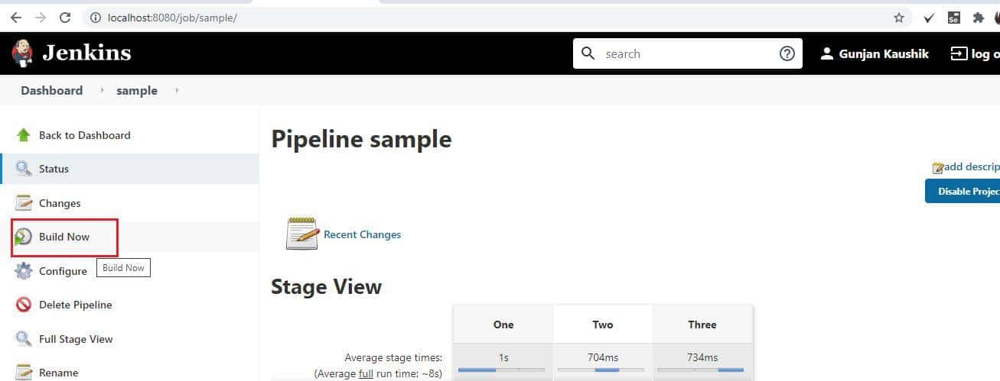 localhost:8080/job/sample/
Se
Jenkins
search
Gunjan Kaushik
log o
Dashboard
sample
Back to Dashboard
Status
Changes
Build Now
Build Now
Configure
Delete Pipeline
Full Stage View
Rename
Pipeline sample
add descrip
Disable Projec
Recent Changes
Stage View
One Two Three
Average stage times: 1s 704ms 734ms
(Average full run time: ~8s)